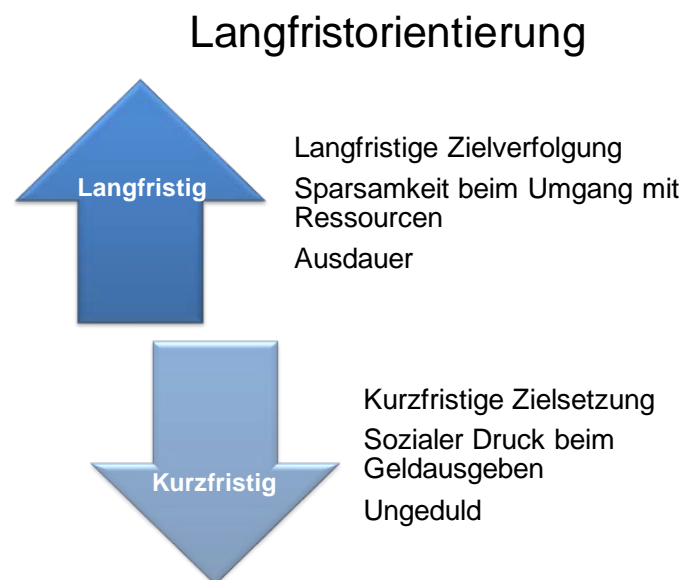 Langfristorientierung
Langfristig
Langfristige Zielverfolgung
Sparsamkeit beim Umgang mit
Ressourcen
Ausdauer
Kurzfristig
Kurzfristige Zielsetzung
Sozialer Druck beim
Geldausgeben
Ungeduld